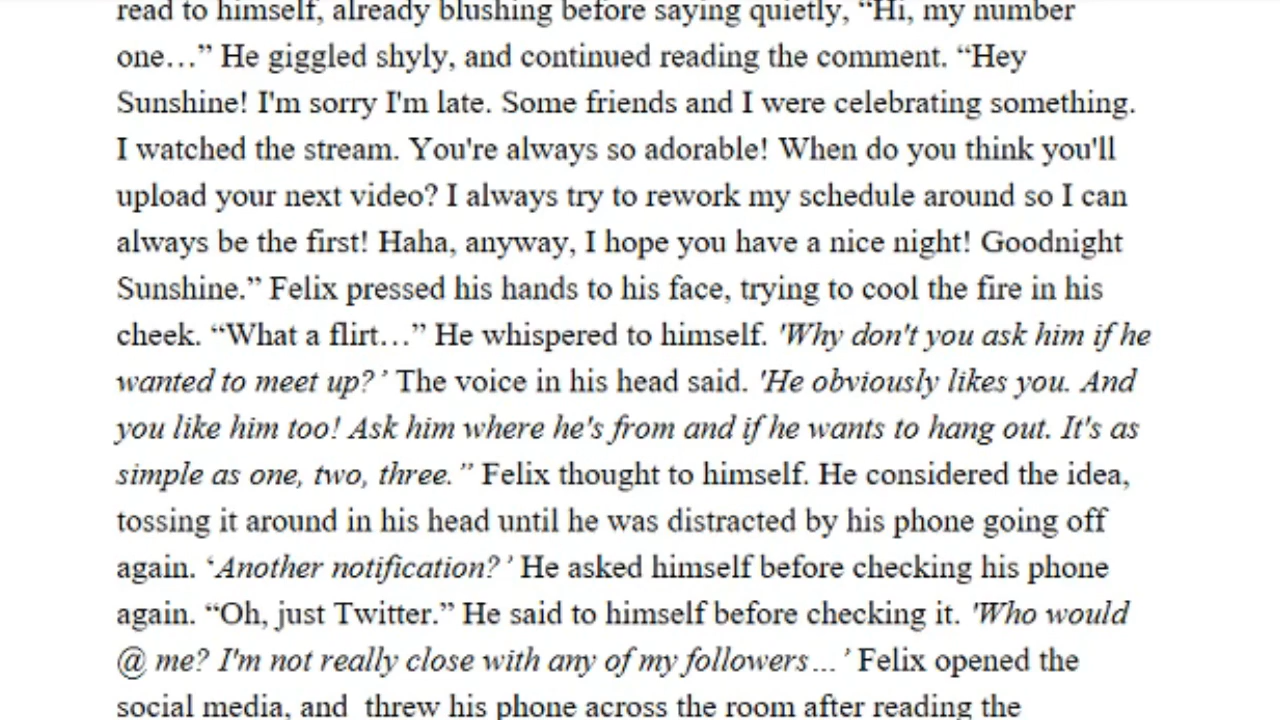 read to himself, already blushing before saying quietly, “Hi, my number
one…” He giggled shyly, and continued reading the comment. “Hey
Sunshine! I'm sorry I'm late. Some friends and I were celebrating something.
I watched the stream. You're always so adorable! When do you think you'll
upload your next video? I always try to rework my schedule around so I can
always be the first! Haha, anyway, I hope you have a nice night! Goodnight
Sunshine.” Felix pressed his hands to his face, trying to cool the fire in his
cheek. “What a flirt…” He whispered to himself. 'Why don't you ask him if he
wanted to meet up?’ The voice in his head said. 'He obviously likes you. And
you like him too! Ask him where he's from and if he wants to hang out. It's as
simple as one, two, three.” Felix thought to himself. He considered the idea,
tossing it around in his head until he was distracted by his phone going off
again. ‘Another notification?’ He asked himself before checking his phone
again. “Oh, just Twitter.” He said to himself before checking it. 'Who would
@ me? I'm not really close with any of my followers…’ Felix opened the
social media, and  threw his phone across the room after reading the